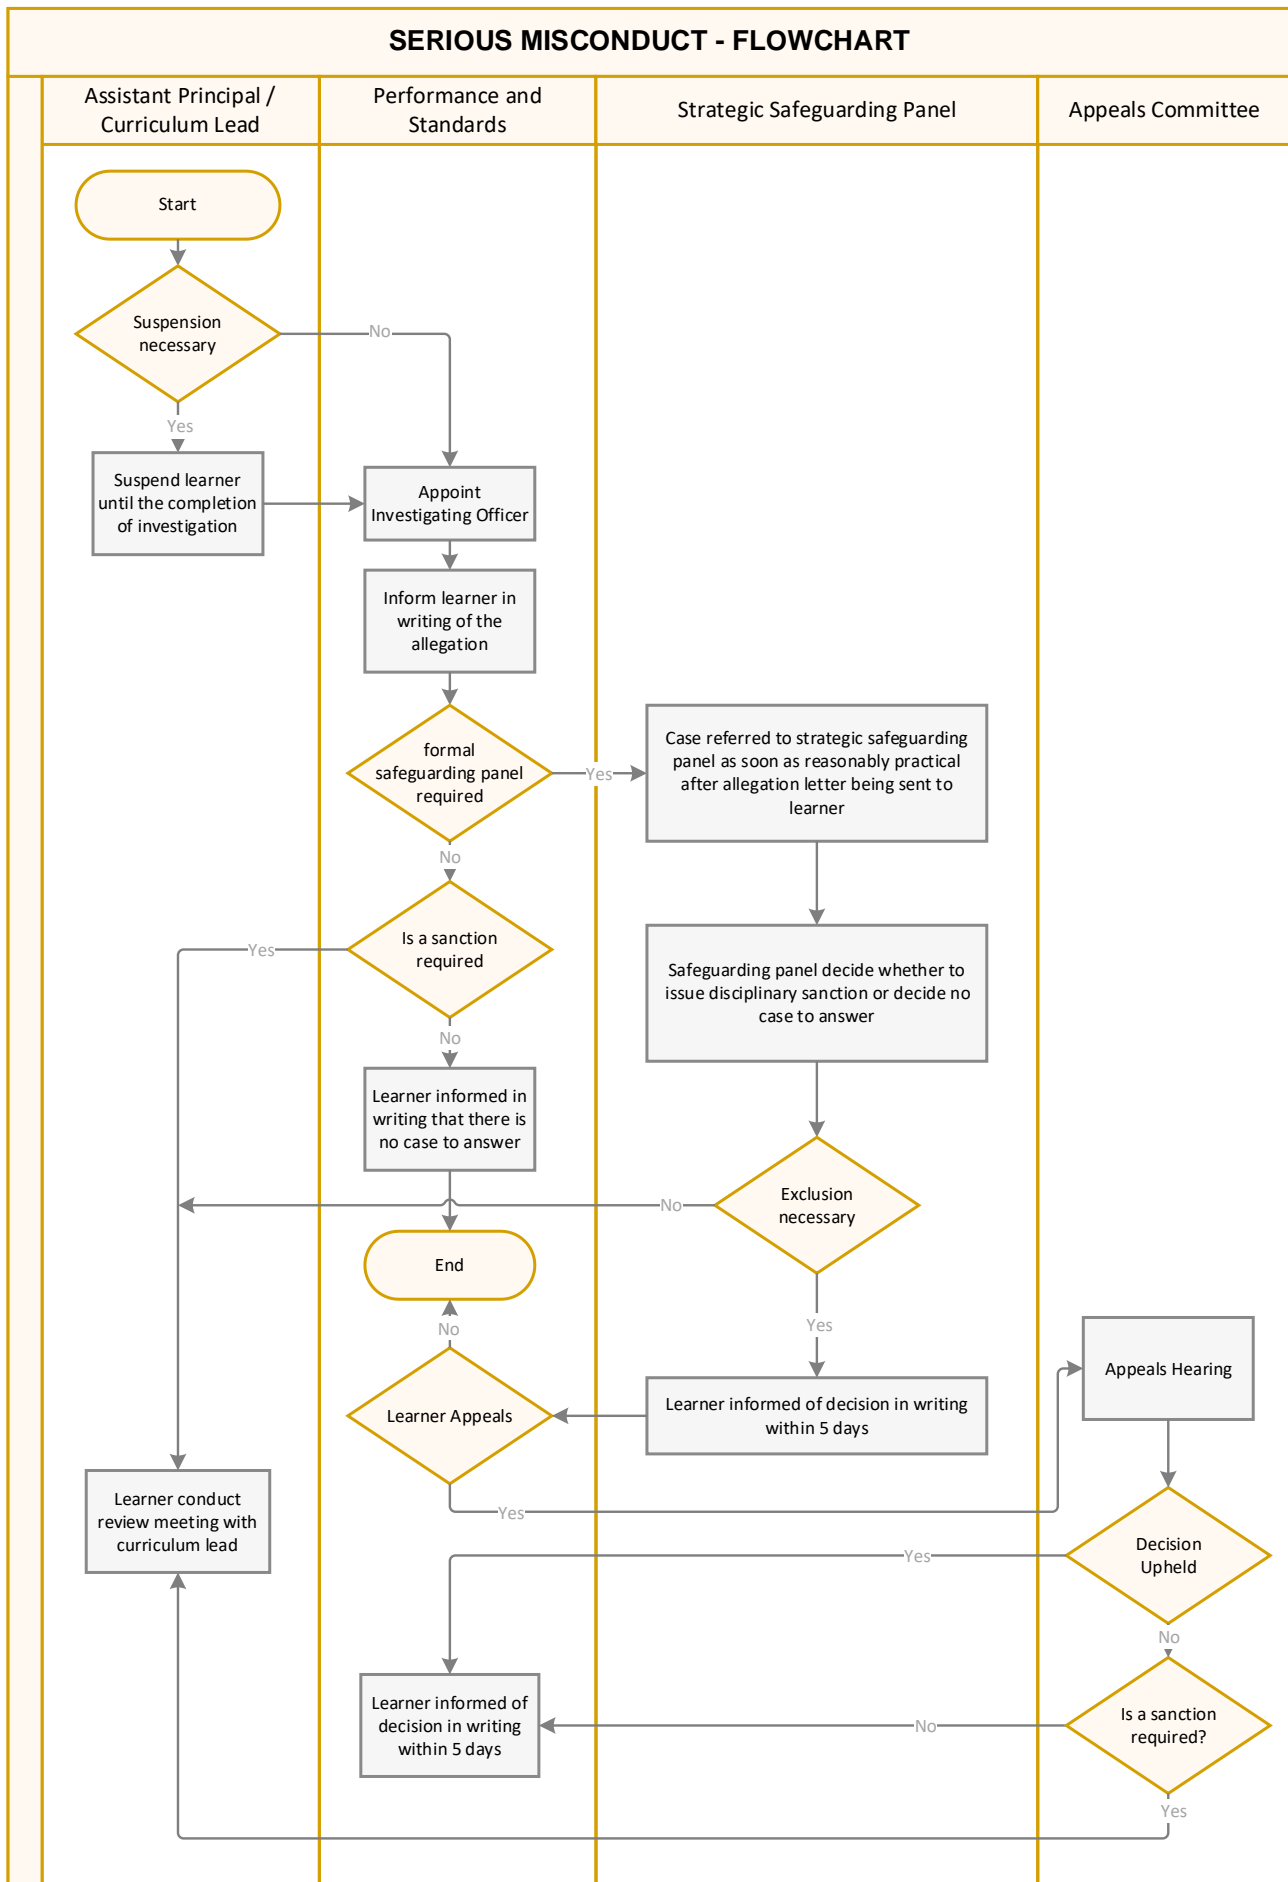 SERIOUS MISCONDUCT - FLOWCHART
Assistant Principal /
Curriculum Lead
Performance and
Standards
Strategic Safeguarding Panel
Appeals Committee
Start
Suspension
necessary
No
Yes
Suspend learner
until the completion
of investigation
Appoint
Investigating Officer
Inform learner in
writing of the
allegation
formal
safeguarding panel
required
Yes
Case referred to strategic safeguarding
panel as soon as reasonably practical
after allegation letter being sent to
learner
No
Is a sanction
required
Yes
Safeguarding panel decide whether to
issue disciplinary sanction or decide no
case to answer
No
Learner informed in
writing that there is
no case to answer
Exclusion
necessary
No
End
Yes
No
Learner Appeals
Learner informed of decision in writing
within 5 days
Appeals Hearing
Yes
Learner conduct
review meeting with
curriculum lead
Decision
Upheld
Yes
No
Learner informed of
decision in writing
within 5 days
Is a sanction
required?
No
Yes